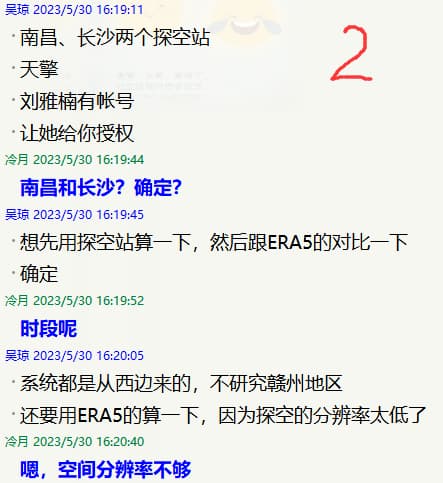 吴琼 2023/5/30 16:19:11
· 南昌、长沙两个探空站
· 天擎
· 刘雅楠有帐号
· 让她给你授权
冷月 2023/5/30 16:19:44
南昌和长沙？确定？
吴琼 2023/5/30 16:19:45
· 想先用探空站算一下，然后跟ERA5的对比一下
· 确定
冷月 2023/5/30 16:19:52
时段呢
吴琼 2023/5/30 16:20:05
· 系统都是从西边来的，不研究赣州地区
· 还要用ERA5的算一下，因为探空的分辨率太低了
冷月 2023/5/30 16:20:40
嗯，空间分辨率不够
2